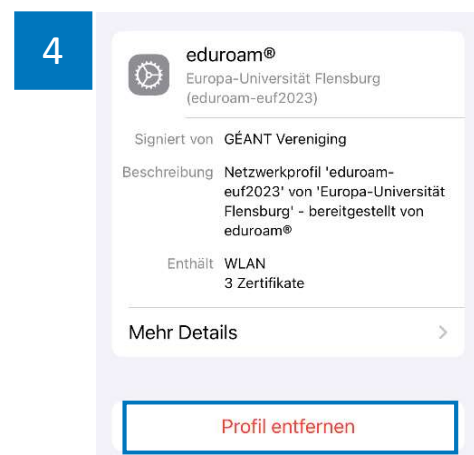 4
eduroam®
Europa-Universität Flensburg
(eduroam-euf2023)
Signiert von GÉANT Vereniging
Beschreibung Netzwerkprofil 'eduroam-
euf2023' von 'Europa-Universität
Flensburg' - bereitgestellt von
eduroam®
Enthält WLAN
3 Zertifikate
Mehr Details
Profil entfernen